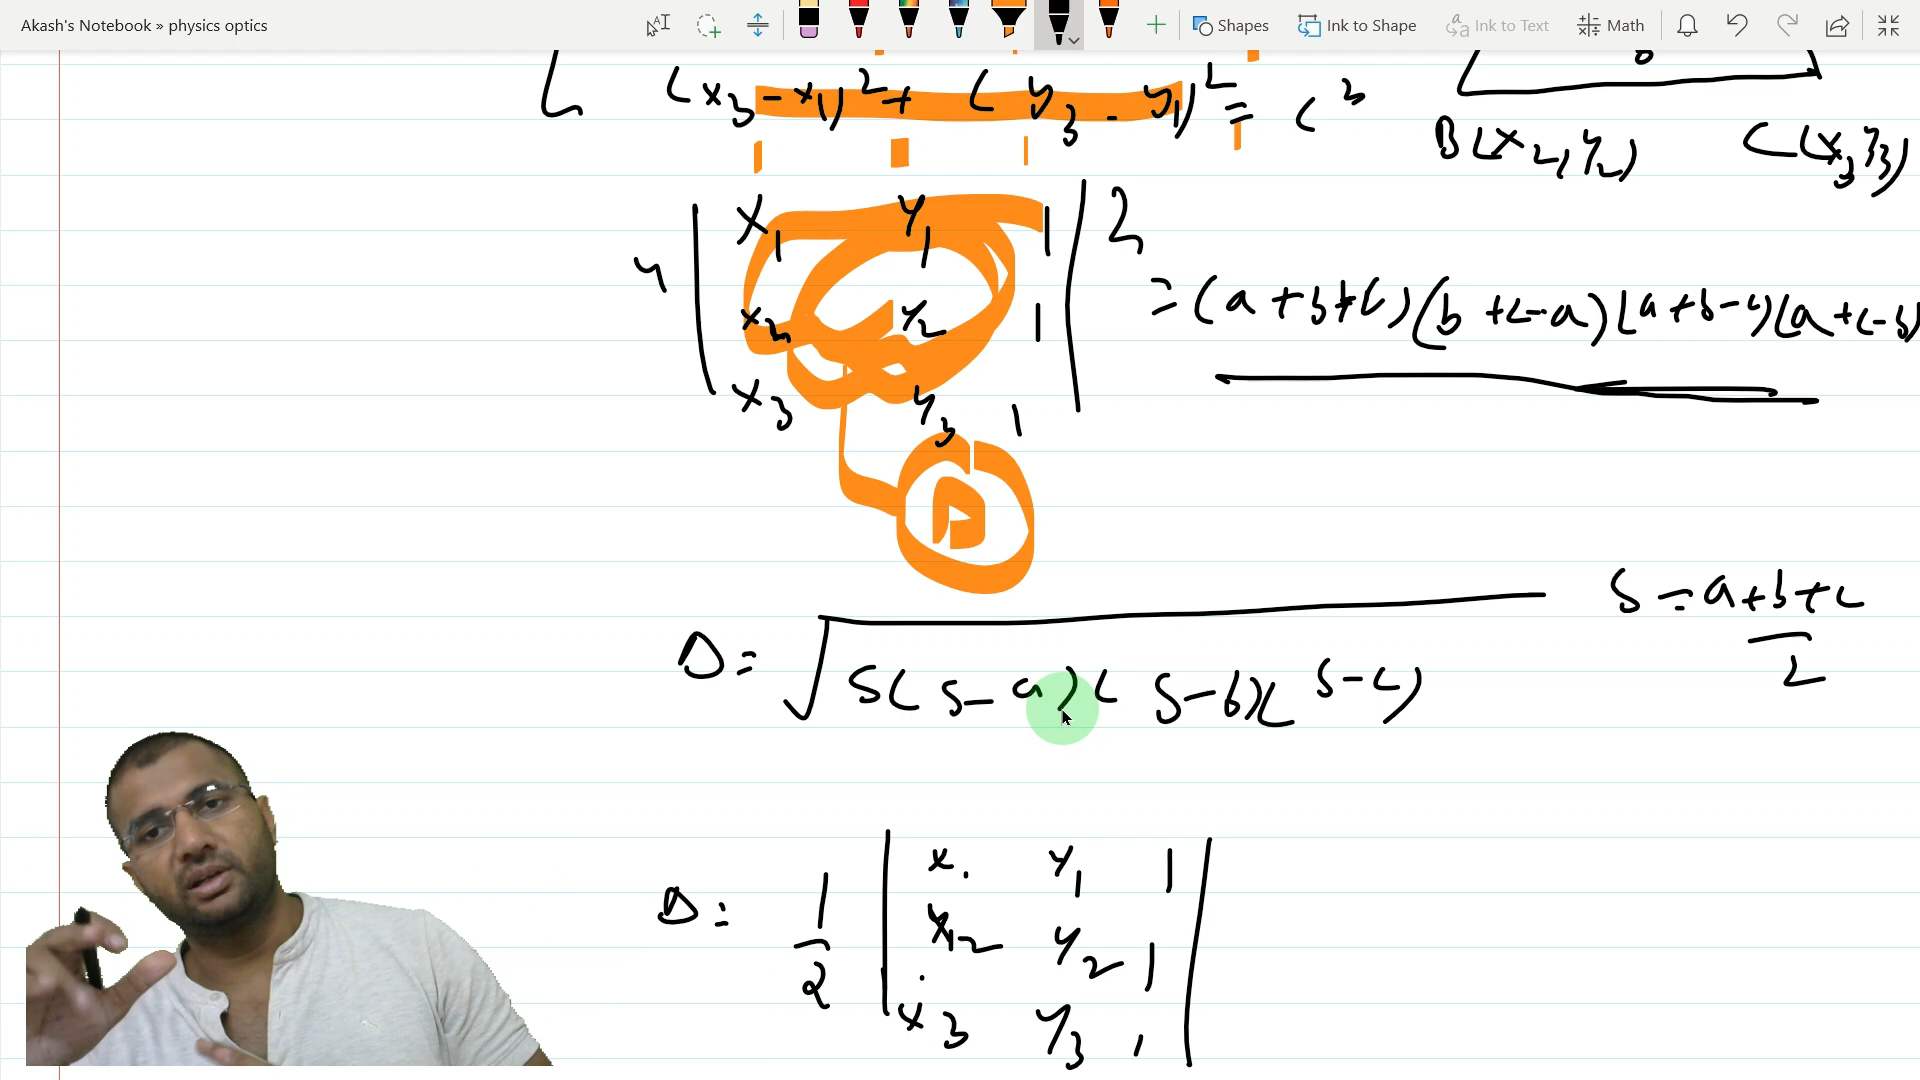 Akash's Notebook » physics optics
Shapes
Ink to Shape
Ink to Text
Math
(x3 - x1)² + (y3 - y1)² = c²
B(x2, y2) C(x3 y3)
4 | x1 y1 1 | 2
x2 y2 1 = (a + b + c)(b + c - a)(a + b - c)(a + c - b)
x3 y3 1
D
S = a+b+c
2
Δ = √ S(S-a)(S-b)(S-c)
x1 y1 1
Δ = 1 x2 y2 1
2 x3 y3 1